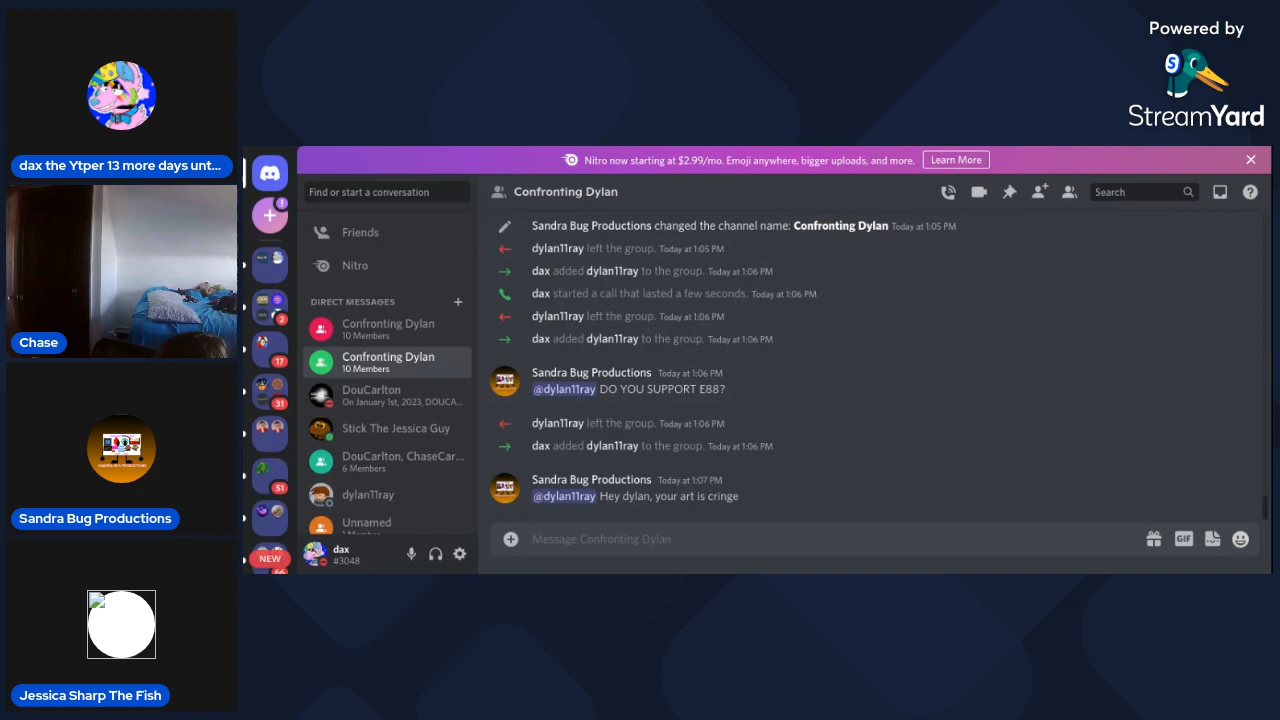 Powered by
S
StreamYard
dax the Ytper 13 more days unt...
Chase
Sandra Bug Productions
SANDRA BUG PRODUCTIONS
Jessica Sharp The Fish
Nitro now starting at $2.99/mo. Emoji anywhere, bigger uploads, and more. Learn More
Find or start a conversation
Friends
Nitro
DIRECT MESSAGES
Confronting Dylan
10 Members
Confronting Dylan
10 Members
DouCarlton
On January 1st, 2023, DOUCA...
Stick The Jessica Guy
DouCarlton, ChaseCar...
6 Members
dylan11ray
Unnamed
dax
#3048
!
2
17
31
51
NEW
66
Confronting Dylan
Search
Sandra Bug Productions changed the channel name: Confronting Dylan Today at 1:05 PM
dylan11ray left the group. Today at 1:05 PM
dax added dylan11ray to the group. Today at 1:06 PM
dax started a call that lasted a few seconds. Today at 1:06 PM
dylan11ray left the group. Today at 1:06 PM
dax added dylan11ray to the group. Today at 1:06 PM
Sandra Bug Productions Today at 1:06 PM
@dylan11ray DO YOU SUPPORT E88?
dylan11ray left the group. Today at 1:06 PM
dax added dylan11ray to the group. Today at 1:06 PM
Sandra Bug Productions Today at 1:07 PM
@dylan11ray Hey dylan, your art is cringe
Message Confronting Dylan
GIF